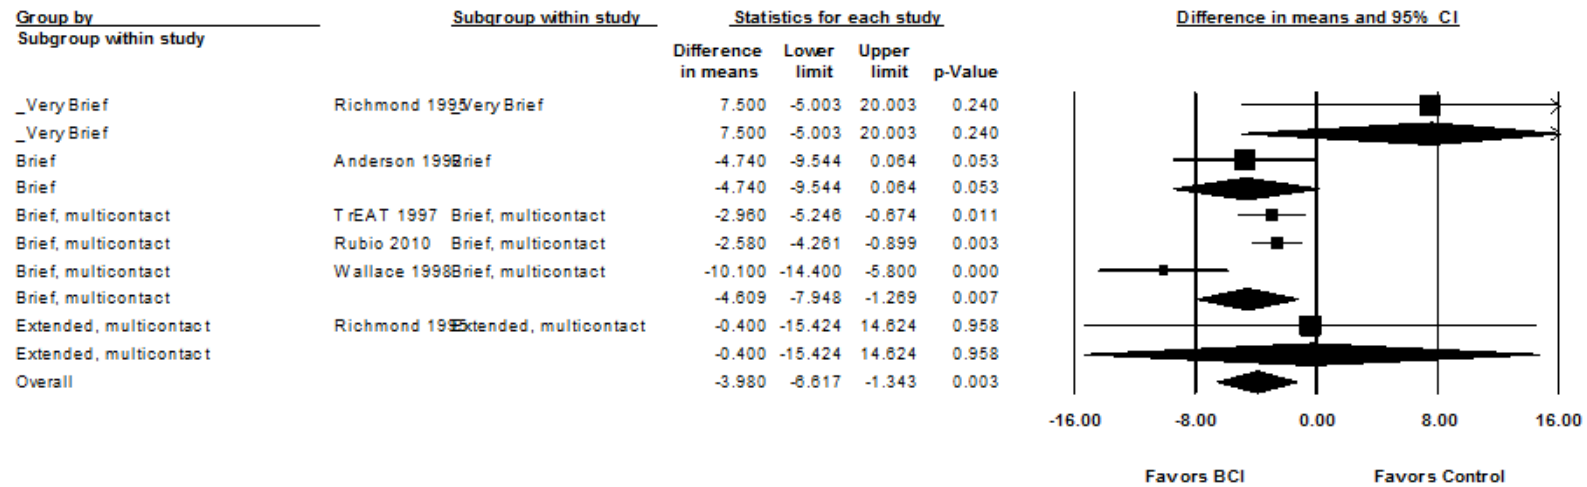 Group by Subgroup within study Statistics for each study Difference in means and 95% CI
Subgroup within study
Difference Lower Upper
in means limit limit p-Value
_Very Brief Richmond 1995 _Very Brief 7.500 -5.003 20.003 0.240
_Very Brief 7.500 -5.003 20.003 0.240
Brief Anderson 1992 Brief -4.740 -9.544 0.064 0.053
Brief -4.740 -9.544 0.064 0.053
Brief, multicontact TrEAT 1997 Brief, multicontact -2.960 -5.246 -0.674 0.011
Brief, multicontact Rubio 2010 Brief, multicontact -2.580 -4.261 -0.899 0.003
Brief, multicontact Wallace 1998 Brief, multicontact -10.100 -14.400 -5.800 0.000
Brief, multicontact -4.609 -7.948 -1.269 0.007
Extended, multicontact Richmond 1995 Extended, multicontact -0.400 -15.424 14.624 0.958
Extended, multicontact -0.400 -15.424 14.624 0.958
Overall -3.980 -6.617 -1.343 0.003
-16.00 -8.00 0.00 8.00 16.00
Favors BCI Favors Control